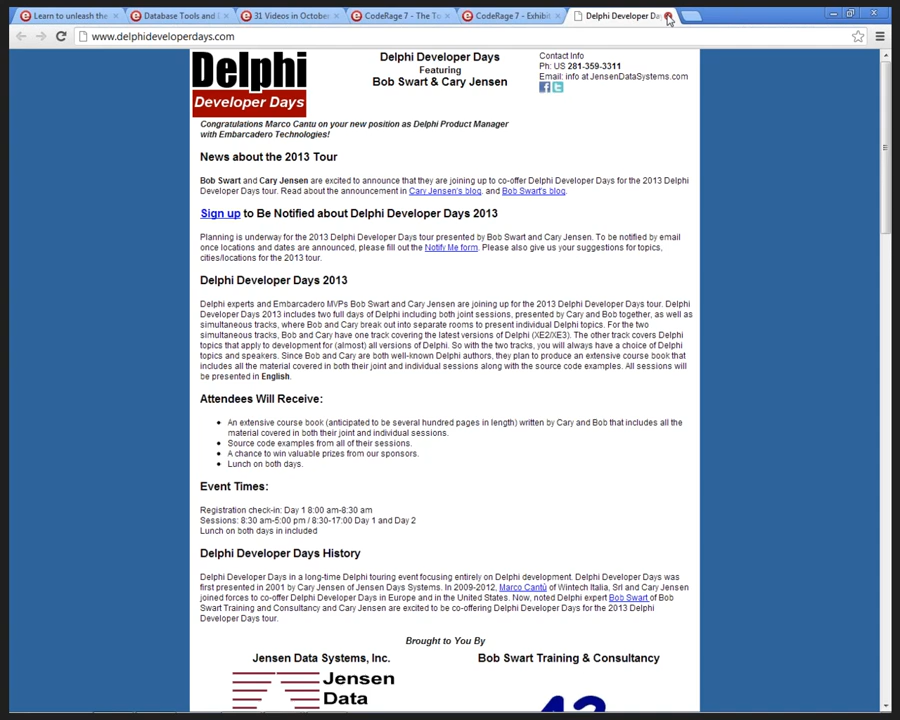 Learn to unleash the
Database Tools and D
31 Videos in October
CodeRage 7 - The To
CodeRage 7 - Exhibit
Delphi Developer Da
www.delphideveloperdays.com
Delphi
Developer Days
Delphi Developer Days
Featuring
Bob Swart & Cary Jensen
Contact Info
Ph: US 281-359-3311
Email: info at JensenDataSystems.com
Congratulations Marco Cantu on your new position as Delphi Product Manager
with Embarcadero Technologies!
News about the 2013 Tour
Bob Swart and Cary Jensen are excited to announce that they are joining up to co-offer Delphi Developer Days for the 2013 Delphi
Developer Days tour. Read about the announcement in Cary Jensen's blog. and Bob Swart's blog.
Sign up to Be Notified about Delphi Developer Days 2013
Planning is underway for the 2013 Delphi Developer Days tour presented by Bob Swart and Cary Jensen. To be notified by email
once locations and dates are announced, please fill out the Notify Me form. Please also give us your suggestions for topics,
cities/locations for the 2013 tour.
Delphi Developer Days 2013
Delphi experts and Embarcadero MVPs Bob Swart and Cary Jensen are joining up for the 2013 Delphi Developer Days tour. Delphi
Developer Days 2013 includes two full days of Delphi including both joint sessions, presented by Cary and Bob together, as well as
simultaneous tracks, where Bob and Cary break out into separate rooms to present individual Delphi topics. For the two
simultaneous tracks, Bob and Cary have one track covering the latest versions of Delphi (XE2/XE3). The other track covers Delphi
topics that apply to development for (almost) all versions of Delphi. So with the two tracks, you will always have a choice of Delphi
topics and speakers. Since Bob and Cary are both well-known Delphi authors, they plan to produce an extensive course book that
includes all the material covered in both their joint and individual sessions along with the source code examples. All sessions will
be presented in English.
Attendees Will Receive:
An extensive course book (anticipated to be several hundred pages in length) written by Cary and Bob that includes all the
material covered in both their joint and individual sessions.
Source code examples from all of their sessions.
A chance to win valuable prizes from our sponsors.
Lunch on both days.
Event Times:
Registration check-in: Day 1 8:00 am-8:30 am
Sessions: 8:30 am-5:00 pm / 8:30-17:00 Day 1 and Day 2
Lunch on both days in included
Delphi Developer Days History
Delphi Developer Days in a long-time Delphi touring event focusing entirely on Delphi development. Delphi Developer Days was
first presented in 2001 by Cary Jensen of Jensen Days Systems. In 2009-2012, Marco Cantù of Wintech Italia, Srl and Cary Jensen
joined forces to co-offer Delphi Developer Days in Europe and in the United States. Now, noted Delphi expert Bob Swart of Bob
Swart Training and Consultancy and Cary Jensen are excited to be co-offering Delphi Developer Days for the 2013 Delphi
Developer Days tour.
Brought to You By
Jensen Data Systems, Inc.
Bob Swart Training & Consultancy
Jensen
Data